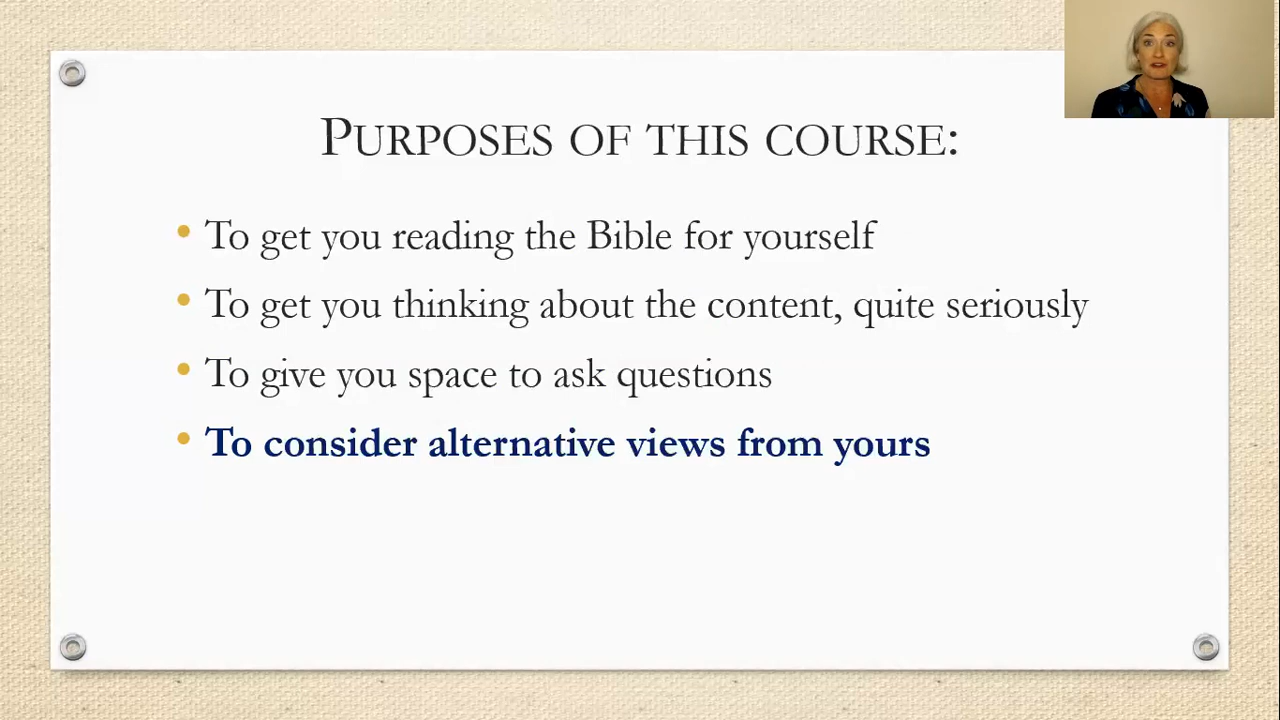 PURPOSES OF THIS COURSE:
• To get you reading the Bible for yourself
• To get you thinking about the content, quite seriously
• To give you space to ask questions
• To consider alternative views from yours